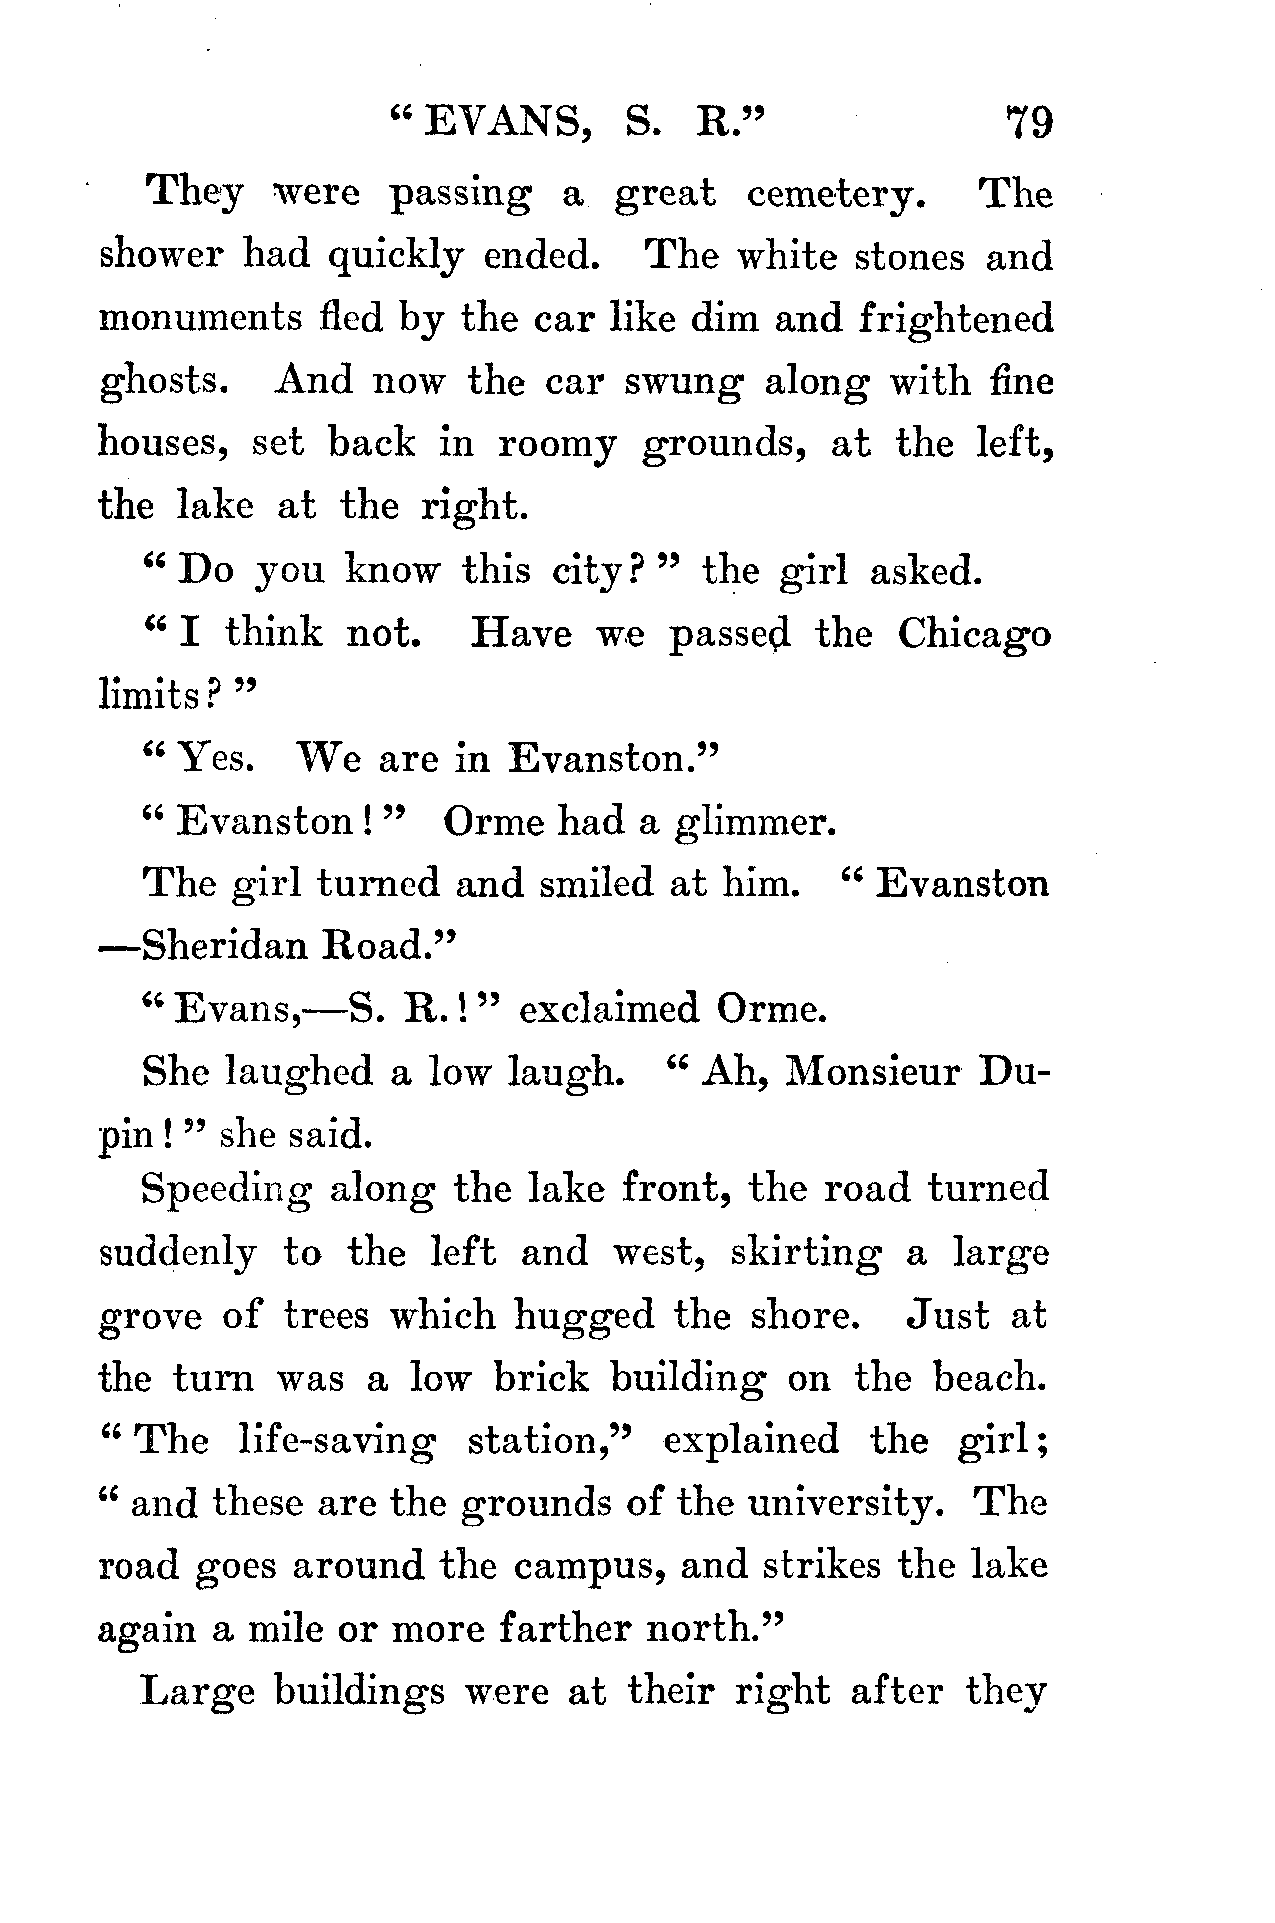 “ EVANS, S. R.” 79
They were passing a great cemetery. The
shower had quickly ended. The white stones and
monuments fled by the car like dim and frightened
ghosts. And now the car swung along with fine
houses, set back in roomy grounds, at the left,
the lake at the right.
“ Do you know this city? ” the girl asked.
“ I think not. Have we passed the Chicago
limits? ”
“ Yes. We are in Evanston.”
“ Evanston ! ” Orme had a glimmer.
The girl turned and smiled at him. “ Evanston
—Sheridan Road.”
“ Evans,—S. R. ! ” exclaimed Orme.
She laughed a low laugh. “ Ah, Monsieur Du-
pin ! ” she said.
Speeding along the lake front, the road turned
suddenly to the left and west, skirting a large
grove of trees which hugged the shore. Just at
the turn was a low brick building on the beach.
“ The life-saving station,” explained the girl;
“ and these are the grounds of the university. The
road goes around the campus, and strikes the lake
again a mile or more farther north.”
Large buildings were at their right after they